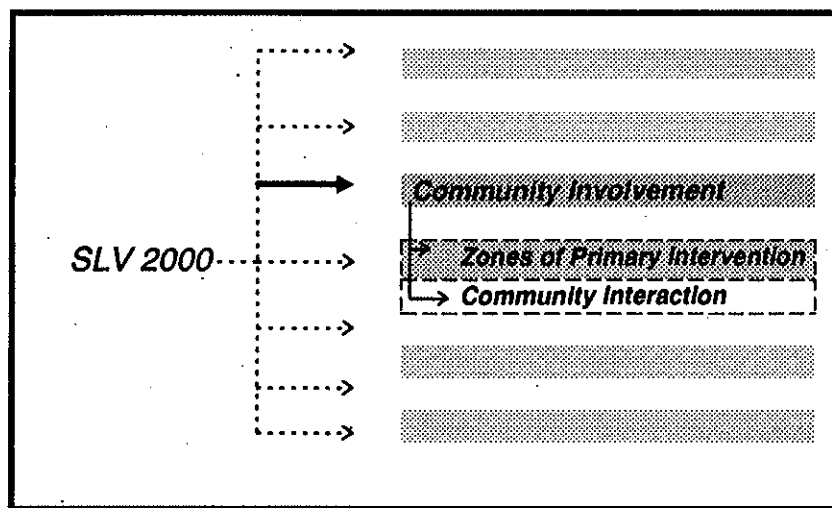 Community Involvement
SLV 2000
Zones of Primary Intervention
Community Interaction